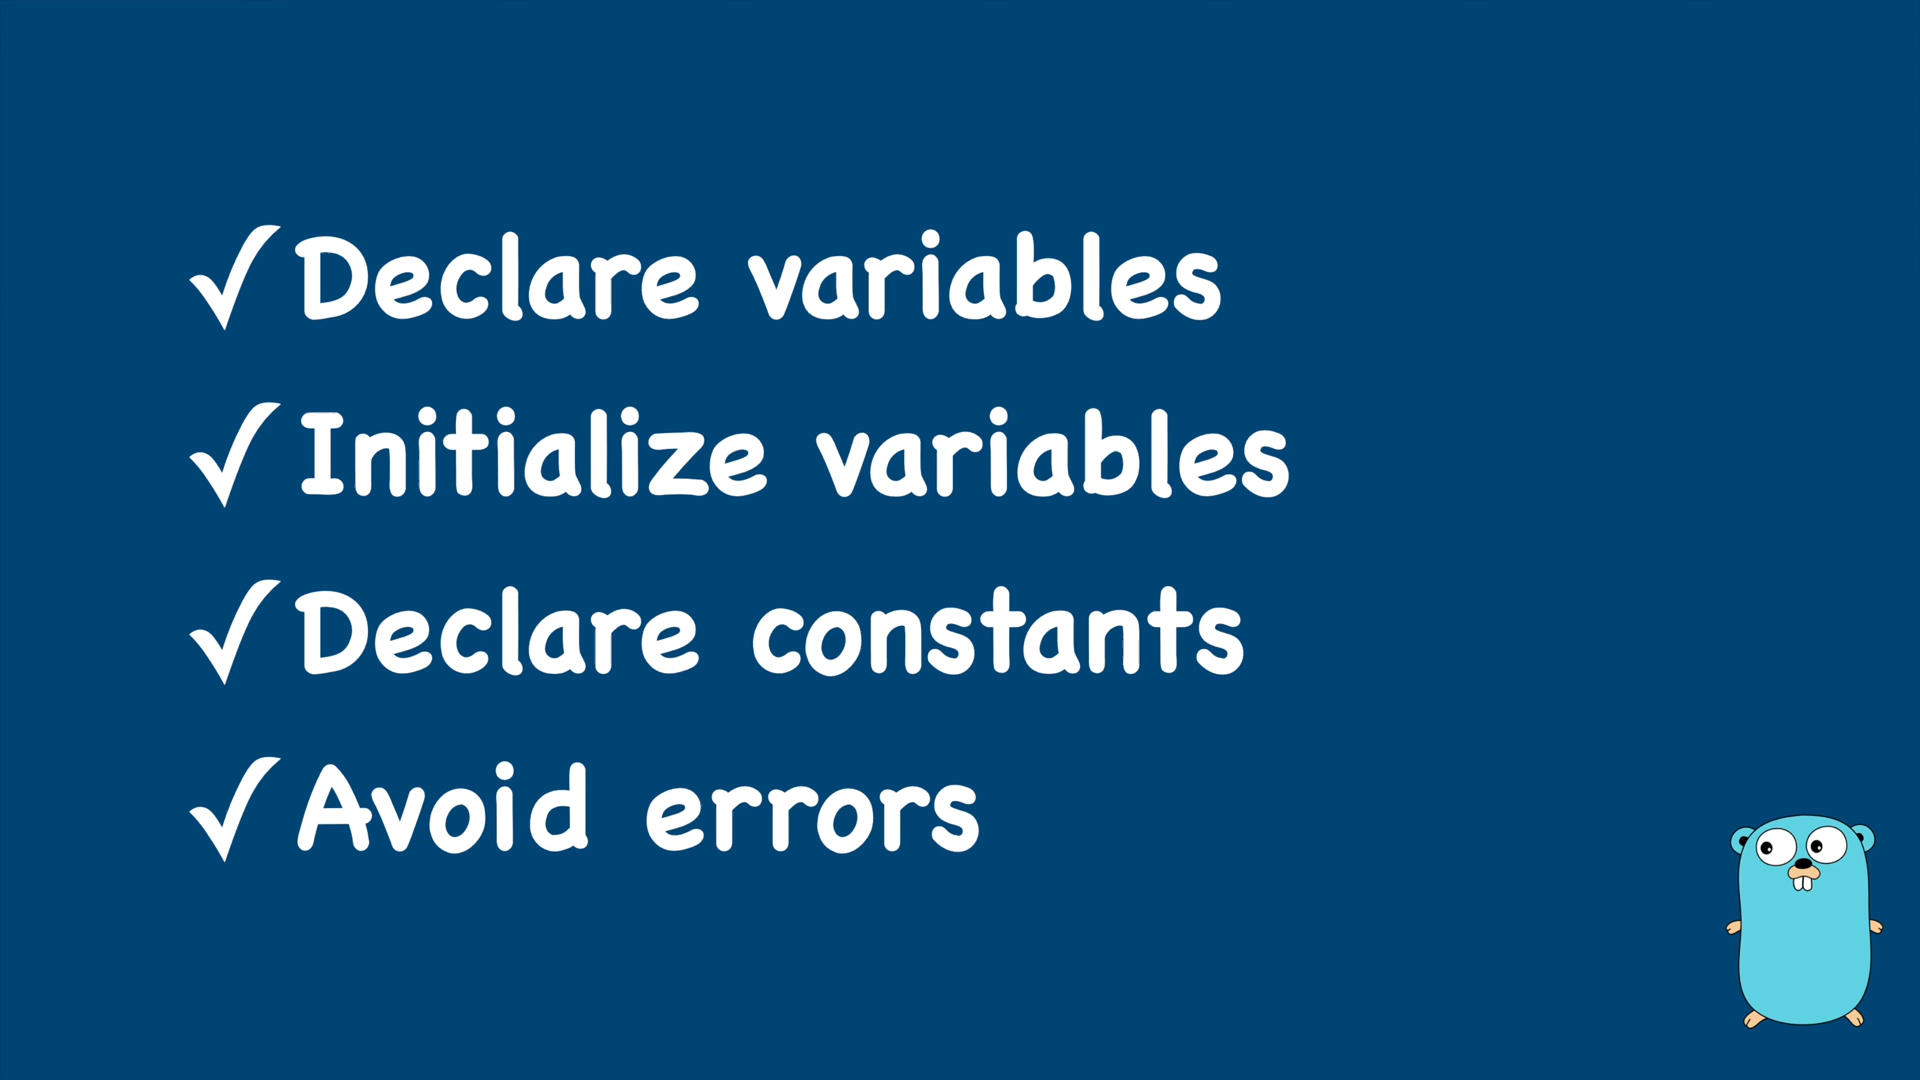 ✓ Declare variables
✓ Initialize variables
✓ Declare constants
✓ Avoid errors